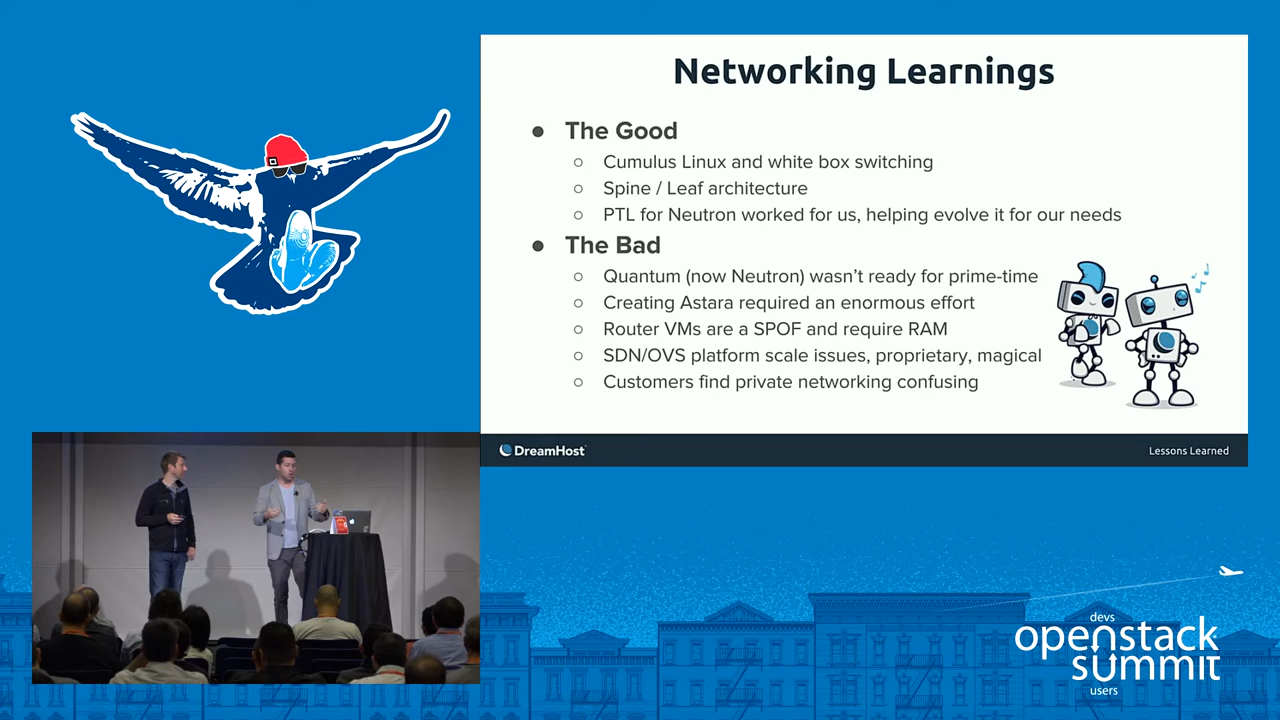 Networking Learnings
● The Good
○ Cumulus Linux and white box switching
○ Spine / Leaf architecture
○ PTL for Neutron worked for us, helping evolve it for our needs
● The Bad
○ Quantum (now Neutron) wasn't ready for prime-time
○ Creating Astara required an enormous effort
○ Router VMs are a SPOF and require RAM
○ SDN/OVS platform scale issues, proprietary, magical
○ Customers find private networking confusing
DreamHost
Lessons Learned
devs
openstack
summit
users